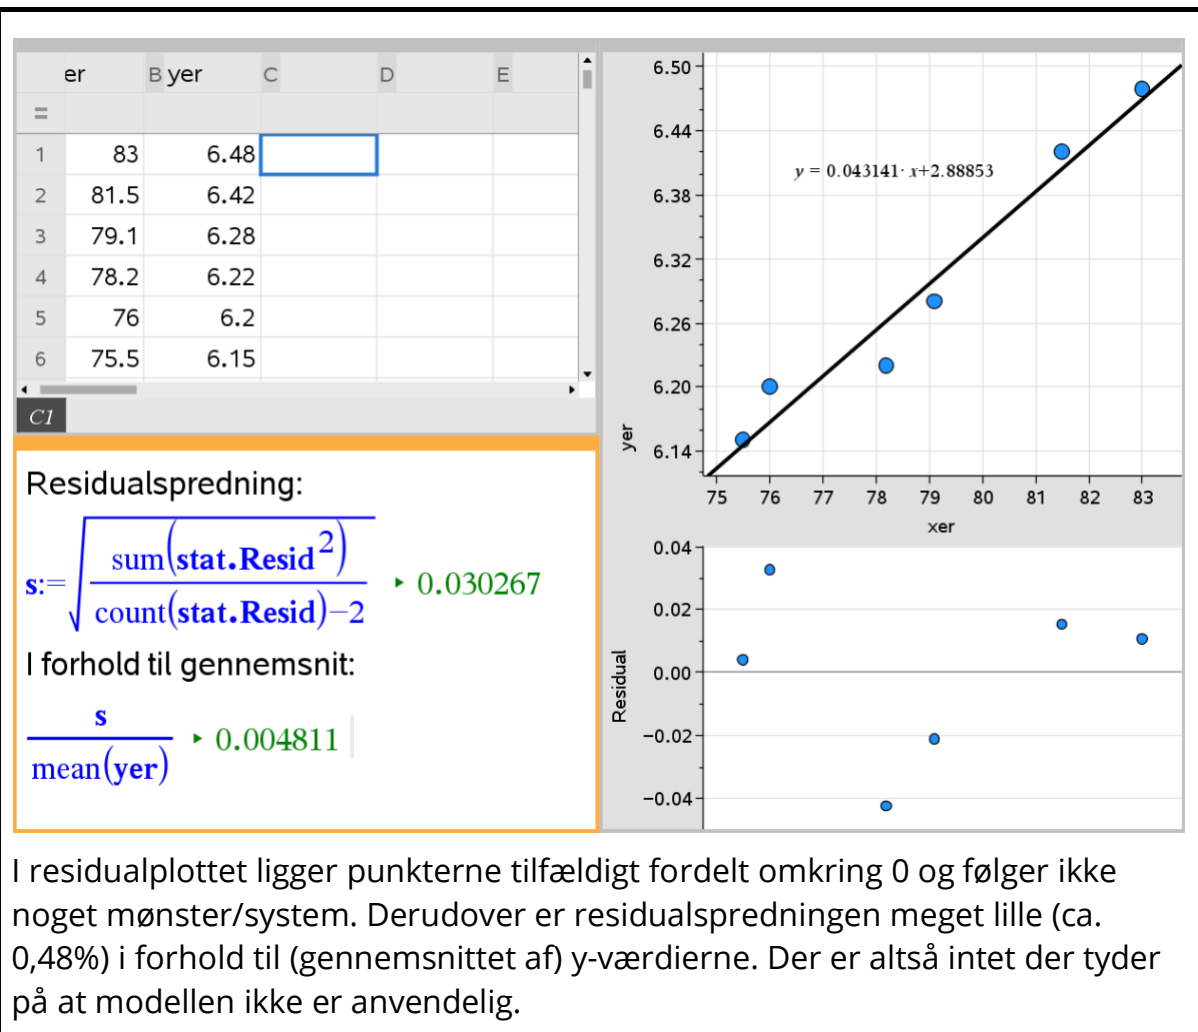 er B yer C D E
=
1 83 6.48
2 81.5 6.42
3 79.1 6.28
4 78.2 6.22
5 76 6.2
6 75.5 6.15
C1
Residualspredning:
s:=√(sum(stat.Resid²)/(count(stat.Resid)−2)) ▸ 0.030267
I forhold til gennemsnit:
s/mean(yer) ▸ 0.004811
6.50
6.44
6.38
6.32
6.26
6.20
6.14
yer
y = 0.043141· x+2.88853
75 76 77 78 79 80 81 82 83
xer
0.04
0.02
0.00
−0.02
−0.04
Residual
I residualplottet ligger punkterne tilfældigt fordelt omkring 0 og følger ikke
noget mønster/system. Derudover er residualspredningen meget lille (ca.
0,48%) i forhold til (gennemsnittet af) y-værdierne. Der er altså intet der tyder
på at modellen ikke er anvendelig.